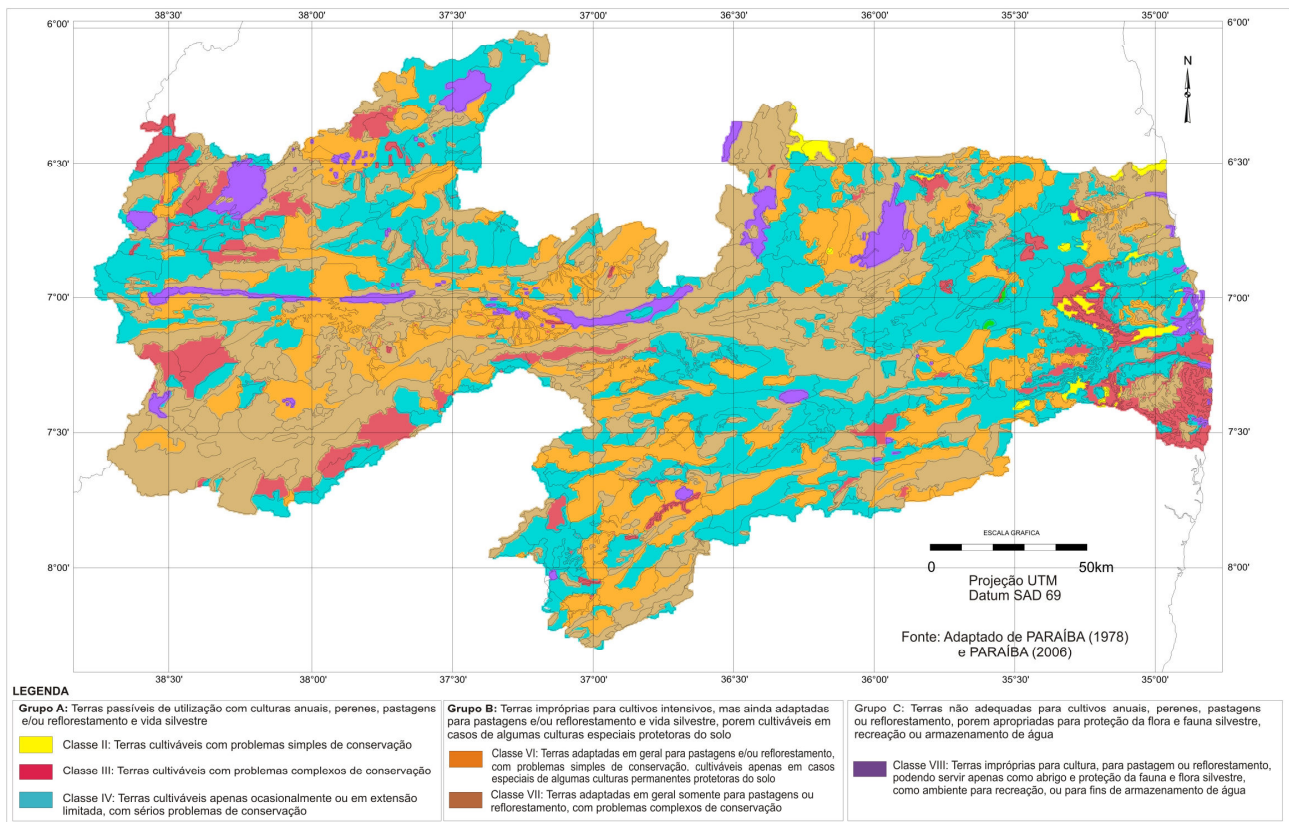 38°30' 38°00' 37°30' 37°00' 36°30' 36°00' 35°30' 35°00'
6°00' 6°00'
N
6°30' 6°30'
7°00' 7°00'
7°30' 7°30'
ESCALA GRAFICA
0 50km
8°00' 8°00'
Projeção UTM
Datum SAD 69
Fonte: Adaptado de PARAÍBA (1978)
e PARAÍBA (2006)
38°30' 38°00' 37°30' 37°00' 36°30' 36°00' 35°30' 35°00'
LEGENDA
Grupo A: Terras passíveis de utilização com culturas anuais, perenes, pastagens
e/ou reflorestamento e vida silvestre
Classe II: Terras cultiváveis com problemas simples de conservação
Classe III: Terras cultiváveis com problemas complexos de conservação
Classe IV: Terras cultiváveis apenas ocasionalmente ou em extensão
limitada, com sérios problemas de conservação
Grupo B: Terras impróprias para cultivos intensivos, mas ainda adaptadas
para pastagens e/ou reflorestamento e vida silvestre, porem cultiváveis em
casos de algumas culturas especiais protetoras do solo
Classe VI: Terras adaptadas em geral para pastagens e/ou reflorestamento,
com problemas simples de conservação. cultiváveis apenas em casos
especiais de algumas culturas permanentes protetoras do solo
Classe VII: Terras adaptadas em geral somente para pastagens ou
reflorestamento, com problemas complexos de conservação
Grupo C: Terras não adequadas para cultivos anuais, perenes, pastagens
ou reflorestamento, porem apropriadas para proteção da flora e fauna silvestre,
recreação ou armazenamento de água
Classe VIII: Terras impróprias para cultura, para pastagem ou reflorestamento,
podendo servir apenas como abrigo e proteção da fauna e flora silvestre,
como ambiente para recreação, ou para fins de armazenamento de água